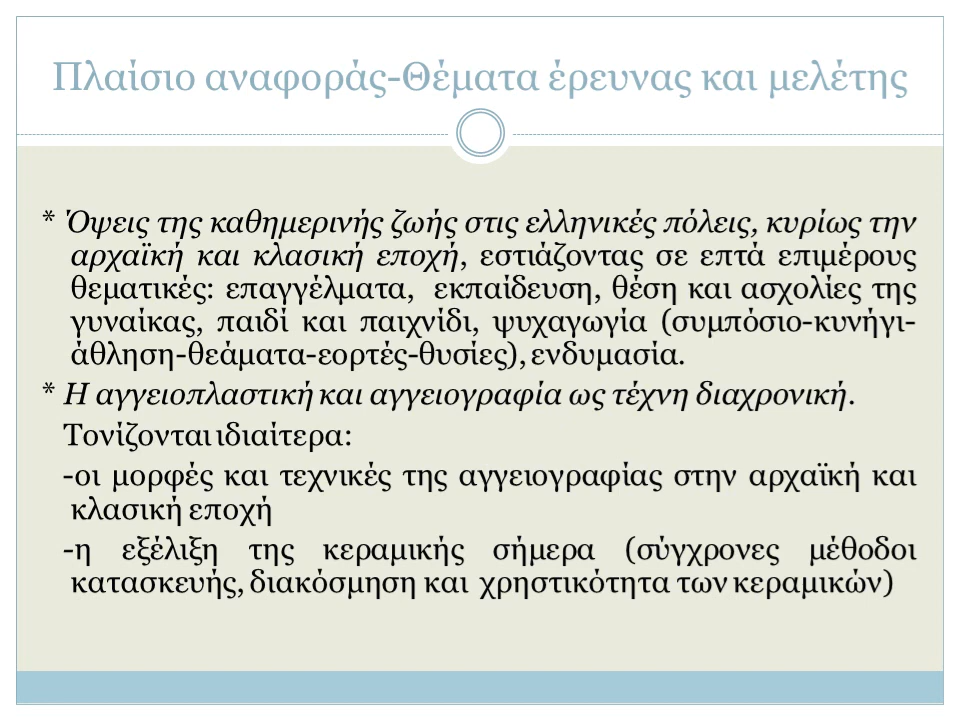 Πλαίσιο αναφοράς-Θέματα έρευνας και μελέτης
* Όψεις της καθημερινής ζωής στις ελληνικές πόλεις, κυρίως την
αρχαϊκή και κλασική εποχή, εστιάζοντας σε επτά επιμέρους
θεματικές: επαγγέλματα, εκπαίδευση, θέση και ασχολίες της
γυναίκας, παιδί και παιχνίδι, ψυχαγωγία (συμπόσιο-κυνήγι-
άθληση-θεάματα-εορτές-θυσίες), ενδυμασία.
* Η αγγειοπλαστική και αγγειογραφία ως τέχνη διαχρονική.
Τονίζονται ιδιαίτερα:
-οι μορφές και τεχνικές της αγγειογραφίας στην αρχαϊκή και
κλασική εποχή
-η εξέλιξη της κεραμικής σήμερα (σύγχρονες μέθοδοι
κατασκευής, διακόσμηση και χρηστικότητα των κεραμικών)